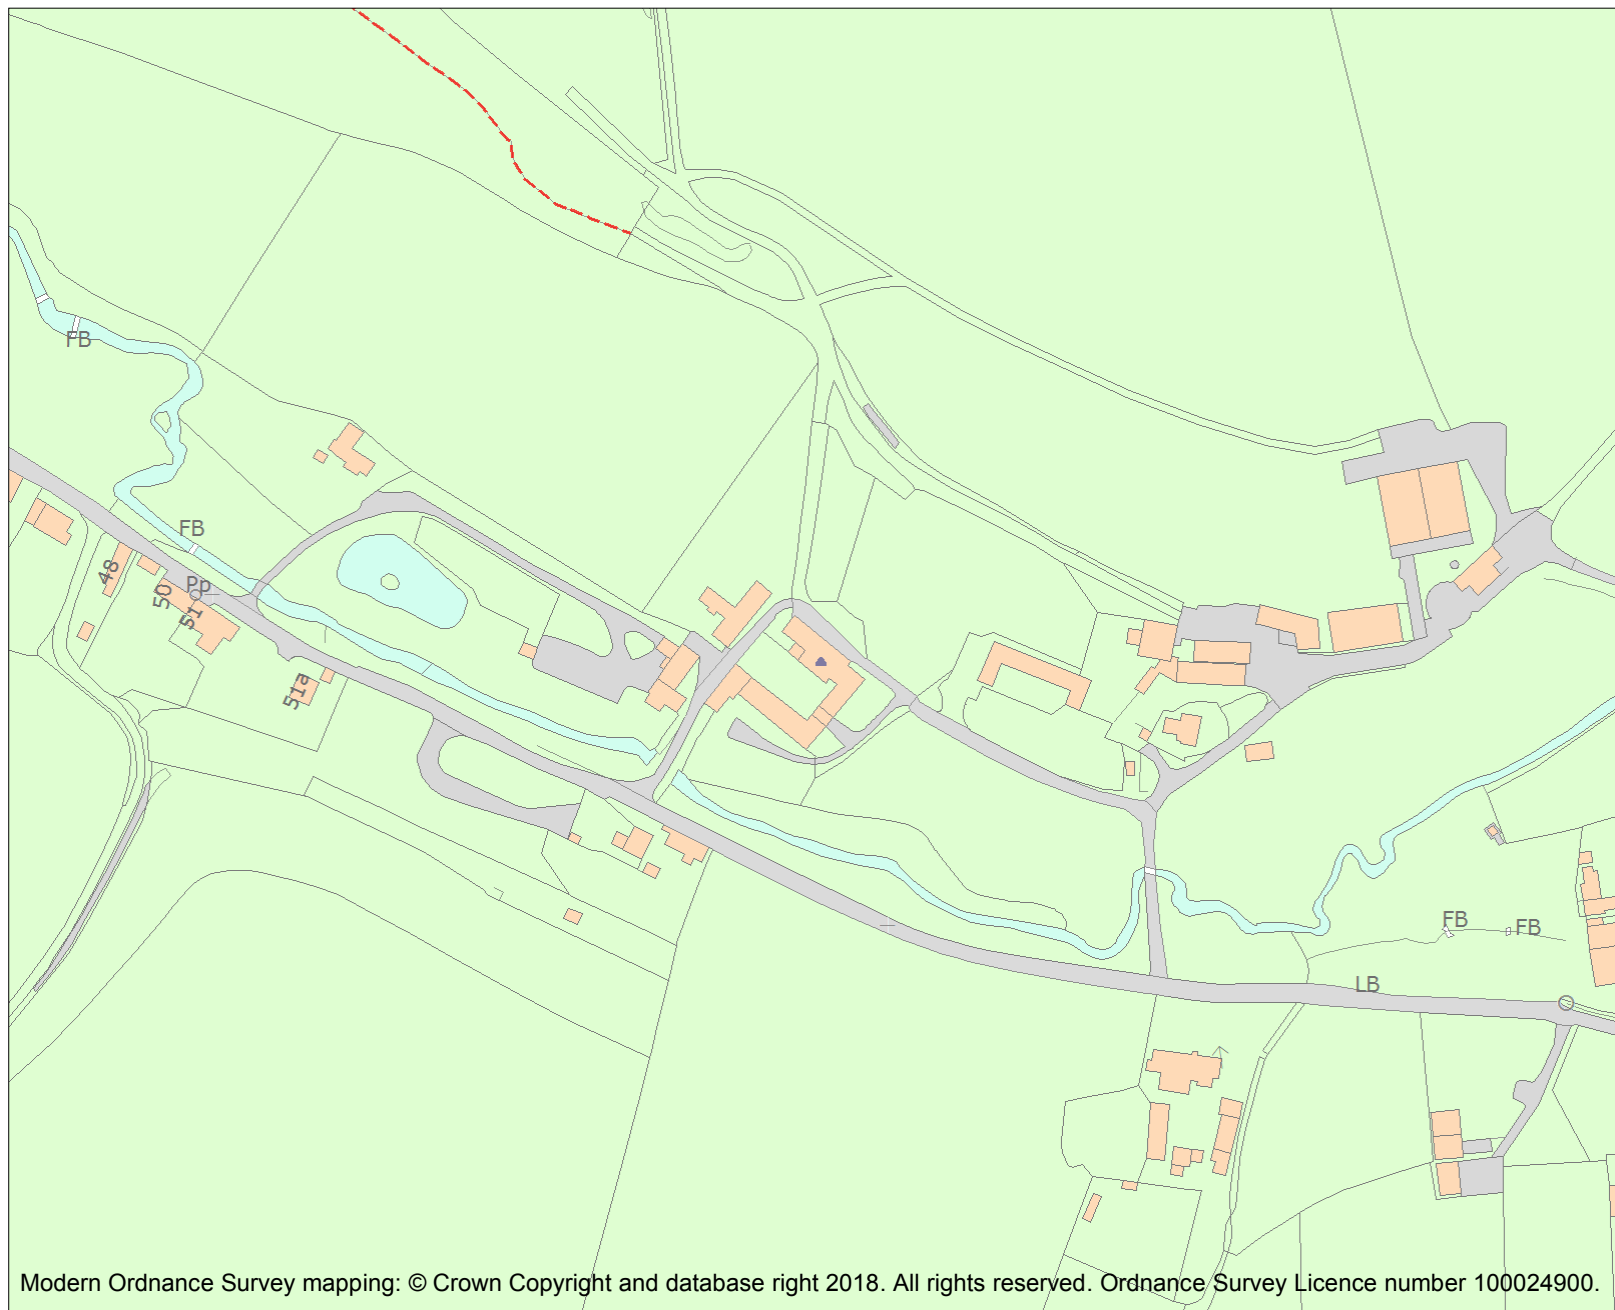 FB
FB
48
50
Pp
51
51a
FB
FB
LB
Modern Ordnance Survey mapping: © Crown Copyright and database right 2018. All rights reserved. Ordnance Survey Licence number 100024900.